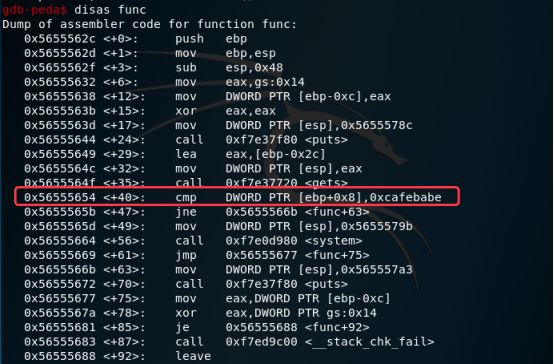 gdb-peda$ disas func
Dump of assembler code for function func:
0x5655562c <+0>: push ebp
0x5655562d <+1>: mov ebp,esp
0x5655562f <+3>: sub esp,0x48
0x56555632 <+6>: mov eax,gs:0x14
0x56555638 <+12>: mov DWORD PTR [ebp-0xc],eax
0x5655563b <+15>: xor eax,eax
0x5655563d <+17>: mov DWORD PTR [esp],0x5655578c
0x56555644 <+24>: call 0xf7e37f80 <puts>
0x56555649 <+29>: lea eax,[ebp-0x2c]
0x5655564c <+32>: mov DWORD PTR [esp],eax
0x5655564f <+35>: call 0xf7e37720 <gets>
0x56555654 <+40>: cmp DWORD PTR [ebp+0x8],0xcafebabe
0x5655565b <+47>: jne 0x5655566b <func+63>
0x5655565d <+49>: mov DWORD PTR [esp],0x5655579b
0x56555664 <+56>: call 0xf7e0d980 <system>
0x56555669 <+61>: jmp 0x56555677 <func+75>
0x5655566b <+63>: mov DWORD PTR [esp],0x565557a3
0x56555672 <+70>: call 0xf7e37f80 <puts>
0x56555677 <+75>: mov eax,DWORD PTR [ebp-0xc]
0x5655567a <+78>: xor eax,DWORD PTR gs:0x14
0x56555681 <+85>: je 0x56555688 <func+92>
0x56555683 <+87>: call 0xf7ed9c00 <__stack_chk_fail>
0x56555688 <+92>: leave